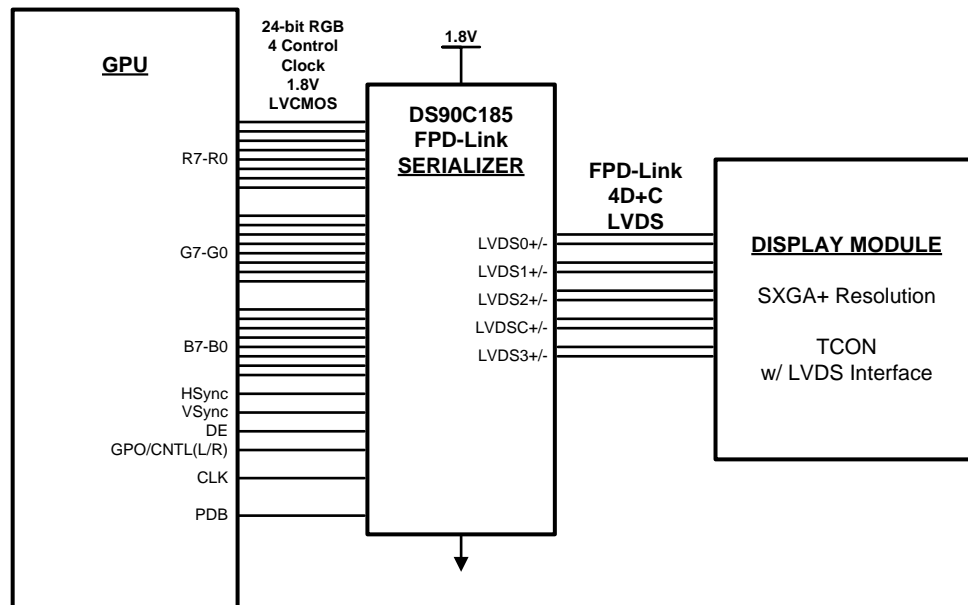 GPU
24-bit RGB
4 Control
Clock
1.8V
LVCMOS
R7-R0
G7-G0
B7-B0
HSync
VSync
DE
GPO/CNTL(L/R)
CLK
PDB
1.8V
DS90C185
FPD-Link
SERIALIZER
LVDS0+/-
LVDS1+/-
LVDS2+/-
LVDSC+/-
LVDS3+/-
FPD-Link
4D+C
LVDS
DISPLAY MODULE
SXGA+ Resolution
TCON
w/ LVDS Interface